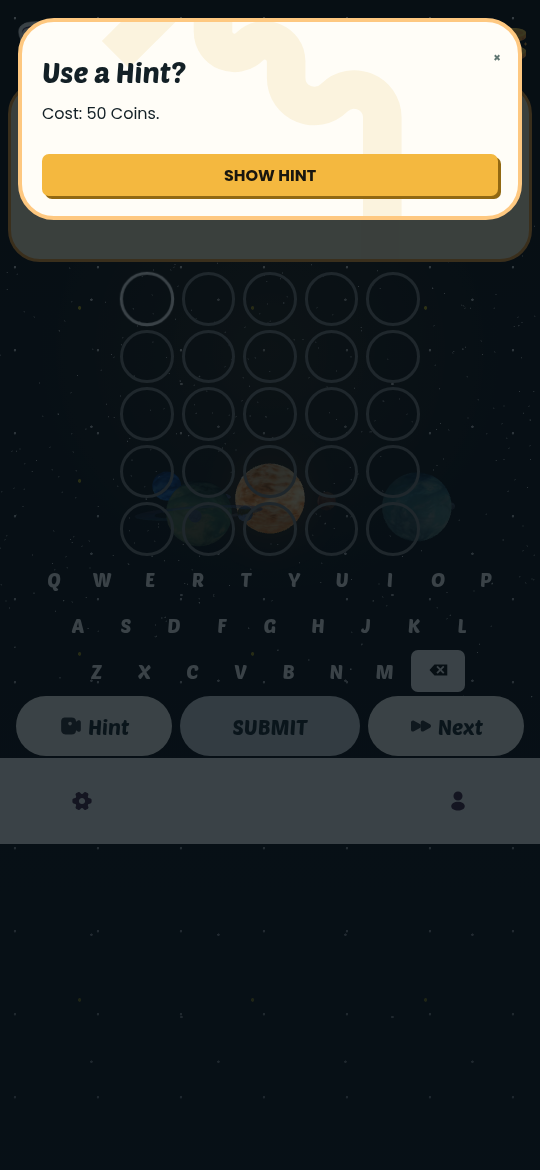 Use a Hint?
×
Cost: 50 Coins.
SHOW HINT
Q W E R T Y U I O P
A S D F G H J K L
Z X C V B N M
Hint SUBMIT Next